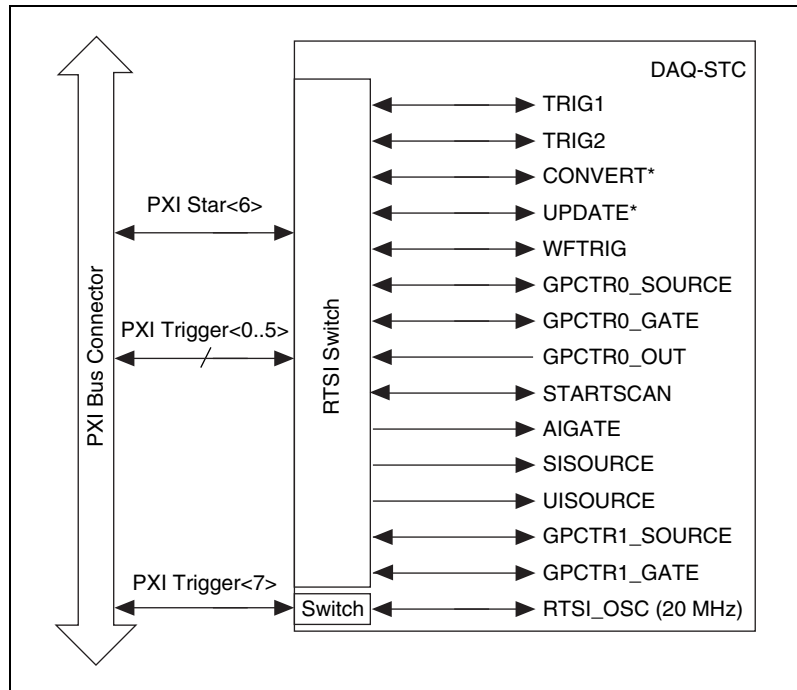 DAQ-STC
PXI Bus Connector
PXI Star<6>
PXI Trigger<0..5>
PXI Trigger<7>
RTSI Switch
Switch
TRIG1
TRIG2
CONVERT*
UPDATE*
WFTRIG
GPCTR0_SOURCE
GPCTR0_GATE
GPCTR0_OUT
STARTSCAN
AIGATE
SISOURCE
UISOURCE
GPCTR1_SOURCE
GPCTR1_GATE
RTSI_OSC (20 MHz)